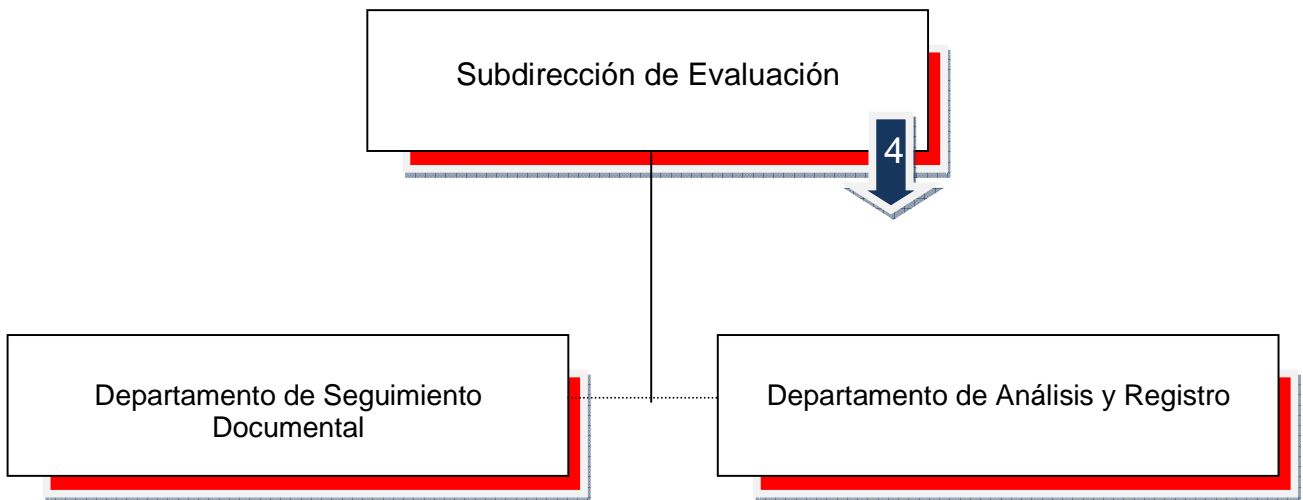 Subdirección de Evaluación
4
Departamento de Seguimiento
Documental
Departamento de Análisis y Registro